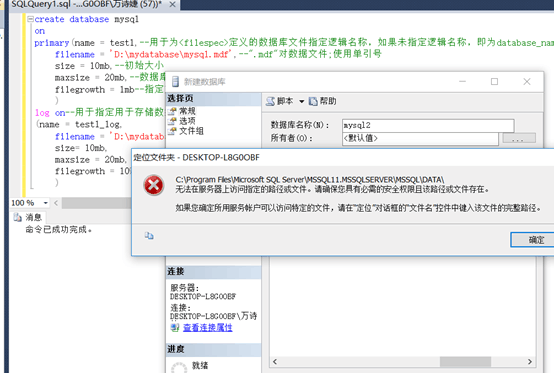 SQLQuery1.sql -...G0OBF\万诗婕 (57))*
create database mysql
on
primary(name = test1,--用于为<filespec>定义的数据库文件指定逻辑名称，如果未指定逻辑名称，即为database_nam
filename = 'D:\mydatabase\mysql.mdf',--".mdf"对数据文件;使用单引号
size = 10mb,--初始大小
maxsize = 20mb,--数据库
filegrowth = 1mb--指定
)
log on--用于指定用于存储数
(name = test1_log,
filename = 'D:\mydatab
size= 10mb,
maxsize = 20mb,
filegrowth = 10
)
100 %
消息
命令已成功完成。
新建数据库
选择页
常规
选项
文件组
脚本
帮助
数据库名称(N):
mysql2
所有者(O):
<默认值>
...
定位文件夹 - DESKTOP-L8G0OBF
C:\Program Files\Microsoft SQL Server\MSSQL11.MSSQLSERVER\MSSQL\DATA\
无法在服务器上访问指定的路径或文件。请确保您具有必需的安全权限且该路径或文件存在。
如果您确定所用服务帐户可以访问特定的文件，请在"定位"对话框的"文件名"控件中键入该文件的完整路径。
确定
连接
服务器:
DESKTOP-L8G0OBF
连接:
DESKTOP-L8G0OBF\万诗
查看连接属性
进度
就绪